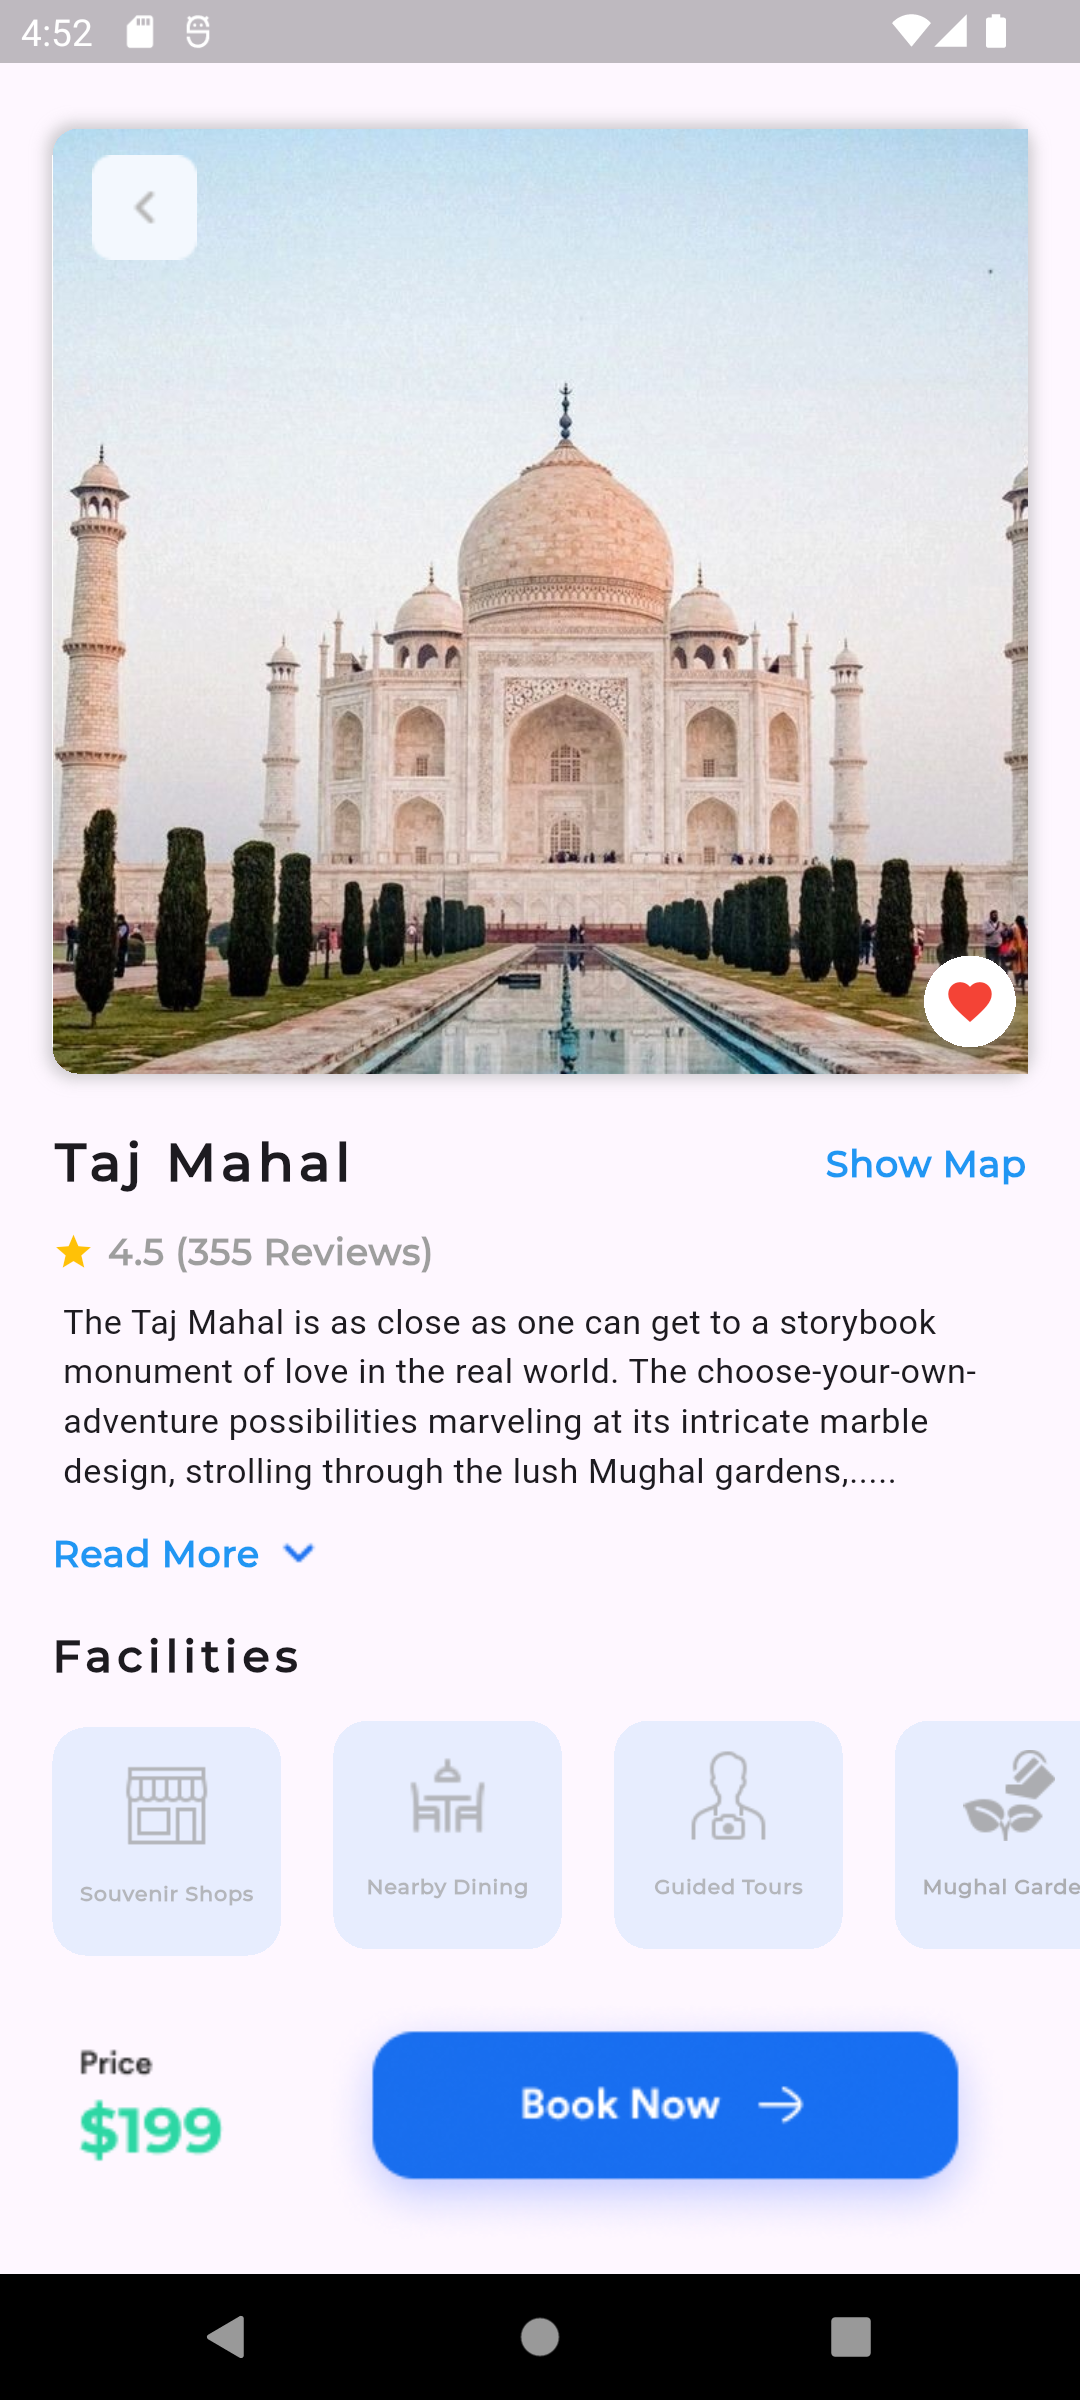 4:52
Taj Mahal
Show Map
4.5 (355 Reviews)
The Taj Mahal is as close as one can get to a storybook
monument of love in the real world. The choose-your-own-
adventure possibilities marveling at its intricate marble
design, strolling through the lush Mughal gardens,.....
Read More
Facilities
Souvenir Shops
Nearby Dining
Guided Tours
Mughal Garde
Price
$199
Book Now